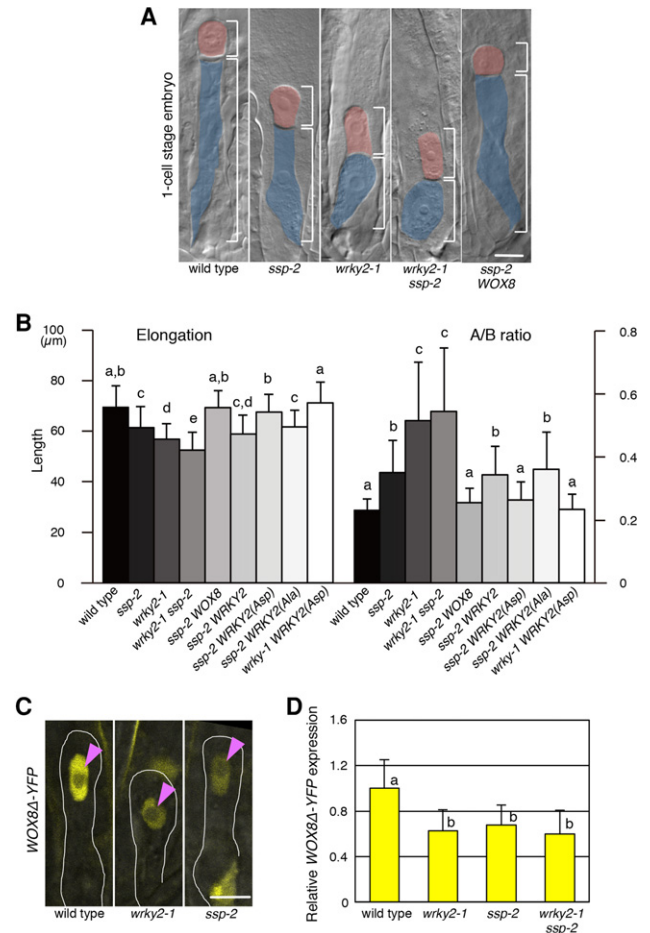 A
1-cell stage embryo
wild type
ssp-2
wrky2-1
wrky2-1
ssp-2
ssp-2
WOX8
B
Elongation
A/B ratio
100
(μm)
80
60
40
20
0
Length
a,b
c
d
e
a,b
c,d
b
c
a
a
b
c
c
a
b
a
b
a
0.8
0.6
0.4
0.2
0
wild type
ssp-2
wrky2-1
wrky2-1 ssp-2
ssp-2 WOX8
ssp-2 WRKY2
ssp-2 WRKY2(Asp)
ssp-2 WRKY2(Ala)
wrky-1 WRKY2(Asp)
wild type
ssp-2
wrky2-1
wrky2-1 ssp-2
ssp-2 WOX8
ssp-2 WRKY2
ssp-2 WRKY2(Asp)
ssp-2 WRKY2(Ala)
wrky-1 WRKY2(Asp)
C
WOX8Δ-YFP
wild type
wrky2-1
ssp-2
D
Relative WOX8Δ-YFP expression
1.6
1.2
0.8
0.4
0
a
b
b
b
wild type
wrky2-1
ssp-2
wrky2-1
ssp-2